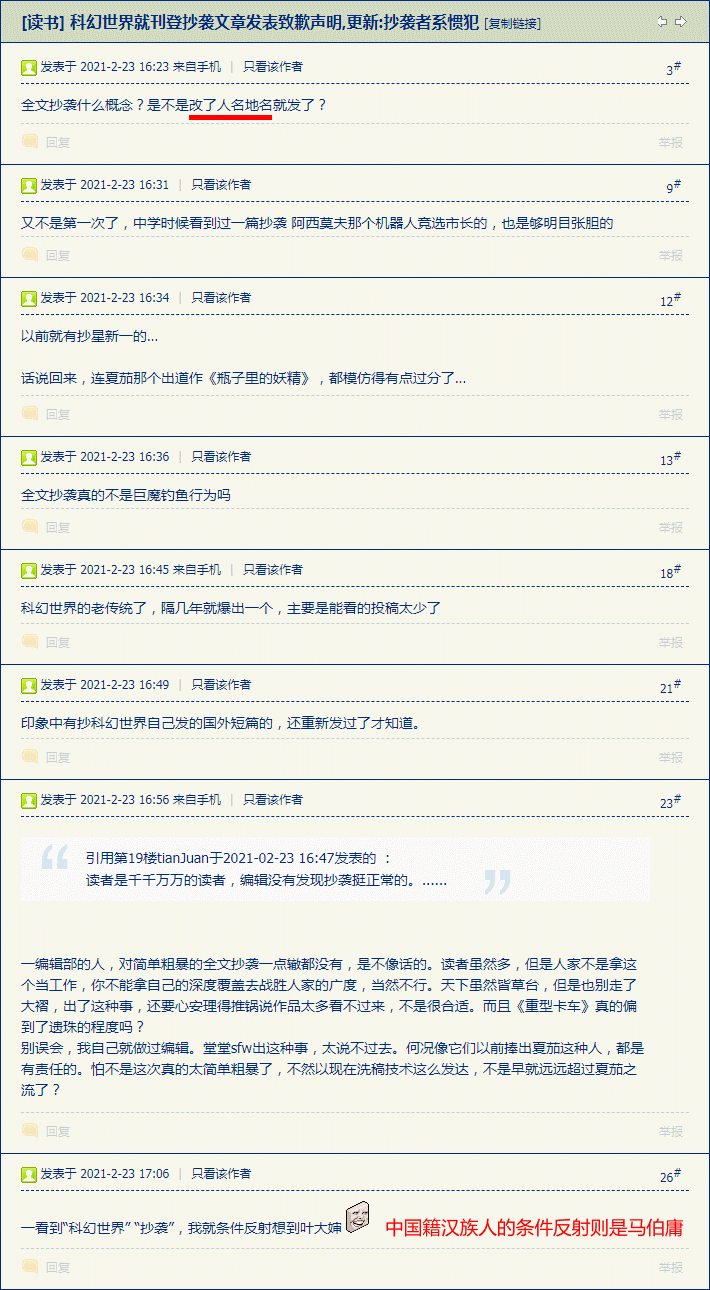 [读书] 科幻世界就刊登抄袭文章发表致歉声明,更新:抄袭者系惯犯 [复制链接]
发表于 2021-2-23 16:23 来自手机 | 只看该作者 3#
全文抄袭什么概念？是不是改了人名地名就发了？
回复 举报
发表于 2021-2-23 16:31 | 只看该作者 9#
又不是第一次了，中学时候看到过一篇抄袭 阿西莫夫那个机器人竞选市长的，也是够明目张胆的
回复 举报
发表于 2021-2-23 16:34 | 只看该作者 12#
以前就有抄星新一的...
话说回来，连夏茄那个出道作《瓶子里的妖精》，都模仿得有点过分了...
回复 举报
发表于 2021-2-23 16:36 | 只看该作者 13#
全文抄袭真的不是巨魔钓鱼行为吗
回复 举报
发表于 2021-2-23 16:45 来自手机 | 只看该作者 18#
科幻世界的老传统了，隔几年就爆出一个，主要是能看的投稿太少了
回复 举报
发表于 2021-2-23 16:49 | 只看该作者 21#
印象中有抄科幻世界自己发的国外短篇的，还重新发过了才知道。
回复 举报
发表于 2021-2-23 16:56 来自手机 | 只看该作者 23#
引用第19楼tianJuan于2021-02-23 16:47发表的 ：
读者是千千万万的读者，编辑没有发现抄袭挺正常的。......
一编辑部的人，对简单粗暴的全文抄袭一点辙都没有，是不像话的。读者虽然多，但是人家不是拿这
个当工作，你不能拿自己的深度覆盖去战胜人家的广度，当然不行。天下虽然皆草台，但是也别走了
大褶，出了这种事，还要心安理得推锅说作品太多看不过来，不是很合适。而且《重型卡车》真的偏
到了遗珠的程度吗？
别误会，我自己就做过编辑。堂堂sfw出这种事，太说不过去。何况像它们以前捧出夏茄这种人，都是
有责任的。怕不是这次真的太简单粗暴了，不然以现在洗稿技术这么发达，不是早就远远超过夏茄之
流了？
回复 举报
发表于 2021-2-23 17:06 | 只看该作者 26#
一看到“科幻世界” “抄袭”，我就条件反射想到叶大婶 中国籍汉族人的条件反射则是马伯庸
回复 举报